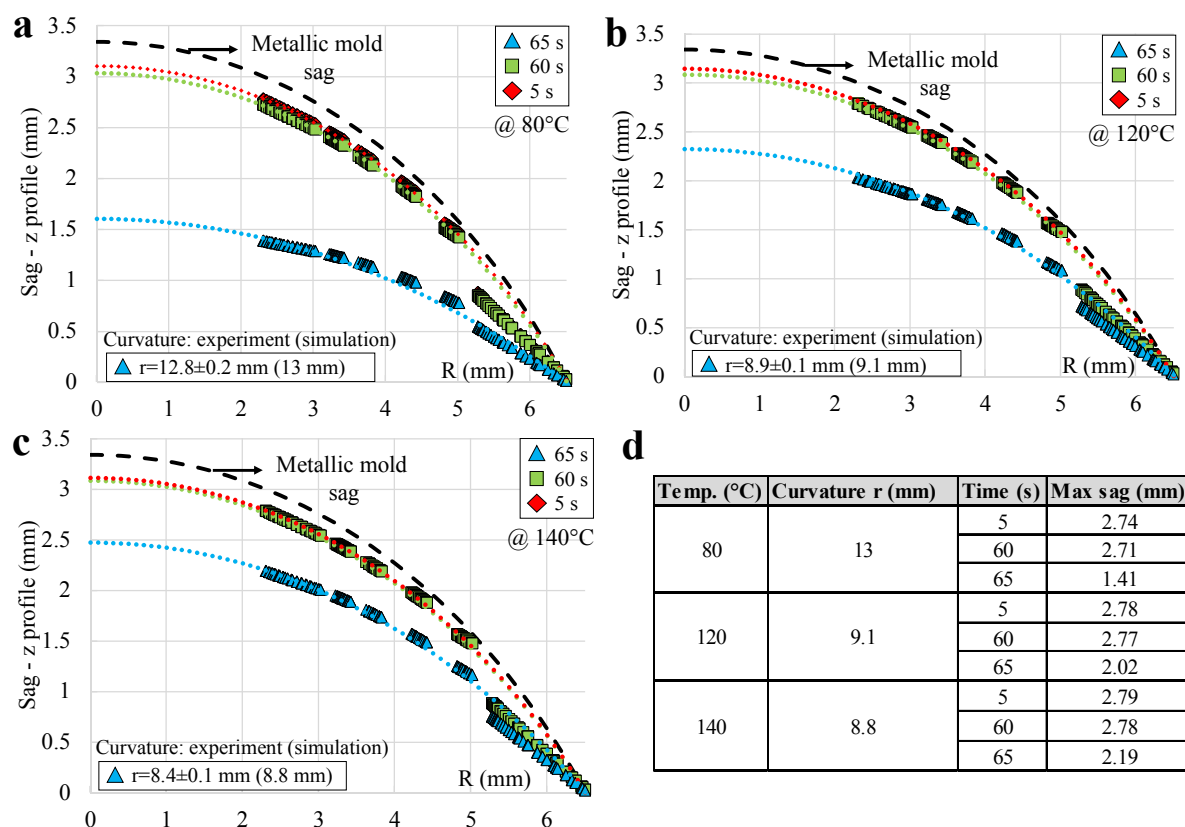 a
3.5
3
2.5
2
1.5
1
0.5
0
Sag - z profile (mm)
Metallic mold
sag
65 s
60 s
5 s
@ 80°C
Curvature: experiment (simulation)
r=12.8±0.2 mm (13 mm)
R (mm)
0 1 2 3 4 5 6
b
3.5
3
2.5
2
1.5
1
0.5
0
Sag - z profile (mm)
Metallic mold
sag
65 s
60 s
5 s
@ 120°C
Curvature: experiment (simulation)
r=8.9±0.1 mm (9.1 mm)
R (mm)
0 1 2 3 4 5 6
c
3.5
3
2.5
2
1.5
1
0.5
0
Sag - z profile (mm)
Metallic mold
sag
65 s
60 s
5 s
@ 140°C
Curvature: experiment (simulation)
r=8.4±0.1 mm (8.8 mm)
R (mm)
0 1 2 3 4 5 6
d
Temp. (°C) Curvature r (mm) Time (s) Max sag (mm)
80 13 5 2.74
60 2.71
65 1.41
120 9.1 5 2.78
60 2.77
65 2.02
140 8.8 5 2.79
60 2.78
65 2.19